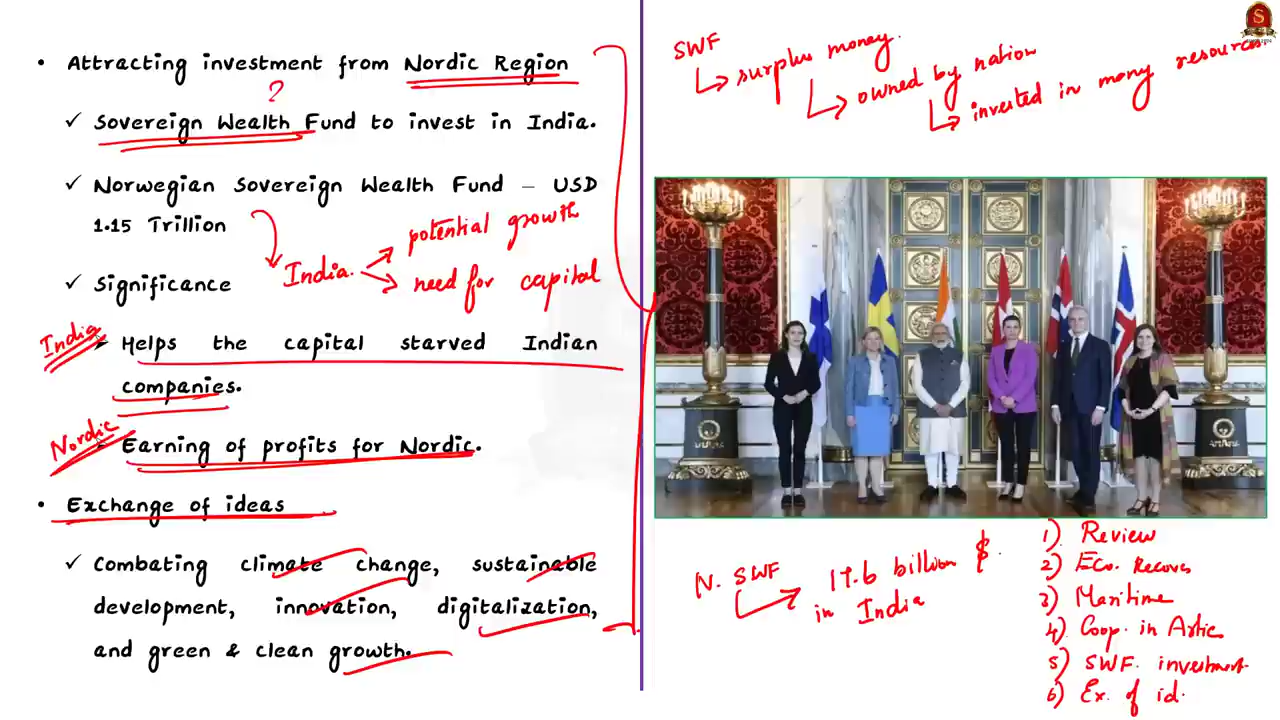 • Attracting investment from Nordic Region
?
✓ Sovereign Wealth Fund to invest in India.
✓ Norwegian Sovereign Wealth Fund – USD
1.15 Trillion
potential growth
India
need for capital
✓ Significance
India
➤ Helps the capital starved Indian
companies.
Nordic
Earning of profits for Nordic.
• Exchange of ideas
✓ Combating climate change, sustainable
development, innovation, digitalization,
and green & clean growth.
SWF
surplus money.
owned by nation
invested in many resources.
S
N. SWF
17.6 billion $
in India
1) Review
2) Eco. Recovs
3) Maritime
4) Coop. in Artic
5) SWF. investment
6) Ex. of id.